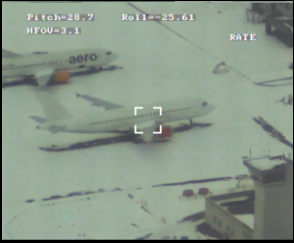 Pitch=28.7 Roll=-25.61
HFOV=3.1
RATE
aero